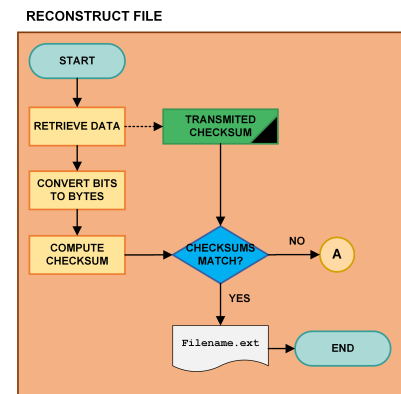 RECONSTRUCT FILE
START
RETRIEVE DATA
TRANSMITED
CHECKSUM
CONVERT BITS
TO BYTES
COMPUTE
CHECKSUM
CHECKSUMS
MATCH?
NO
A
YES
Filename.ext
END